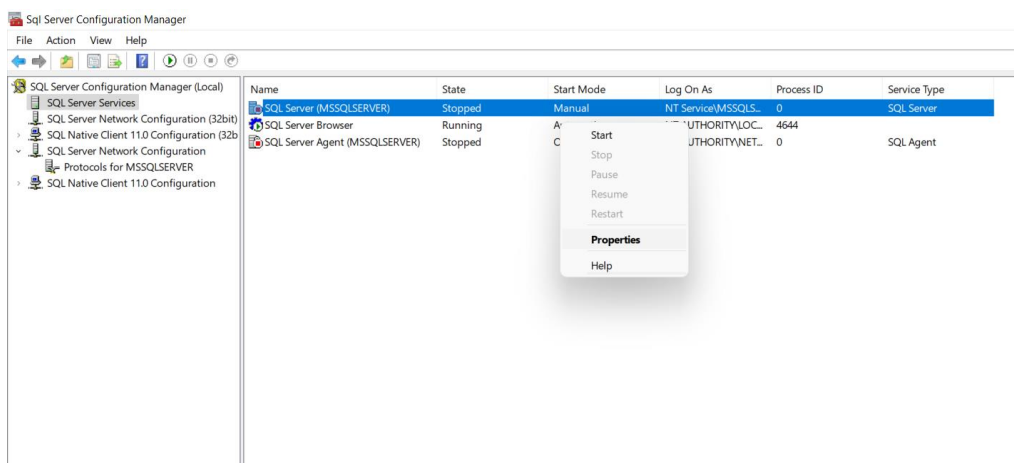 Sql Server Configuration Manager
File Action View Help
SQL Server Configuration Manager (Local)
SQL Server Services
SQL Server Network Configuration (32bit)
SQL Native Client 11.0 Configuration (32b
SQL Server Network Configuration
Protocols for MSSQLSERVER
SQL Native Client 11.0 Configuration
Name State Start Mode Log On As Process ID Service Type
SQL Server (MSSQLSERVER) Stopped Manual NT Service\MSSQLS... 0 SQL Server
SQL Server Browser Running 4644
SQL Server Agent (MSSQLSERVER) Stopped 0 SQL Agent
Start
Stop
Pause
Resume
Restart
Properties
Help